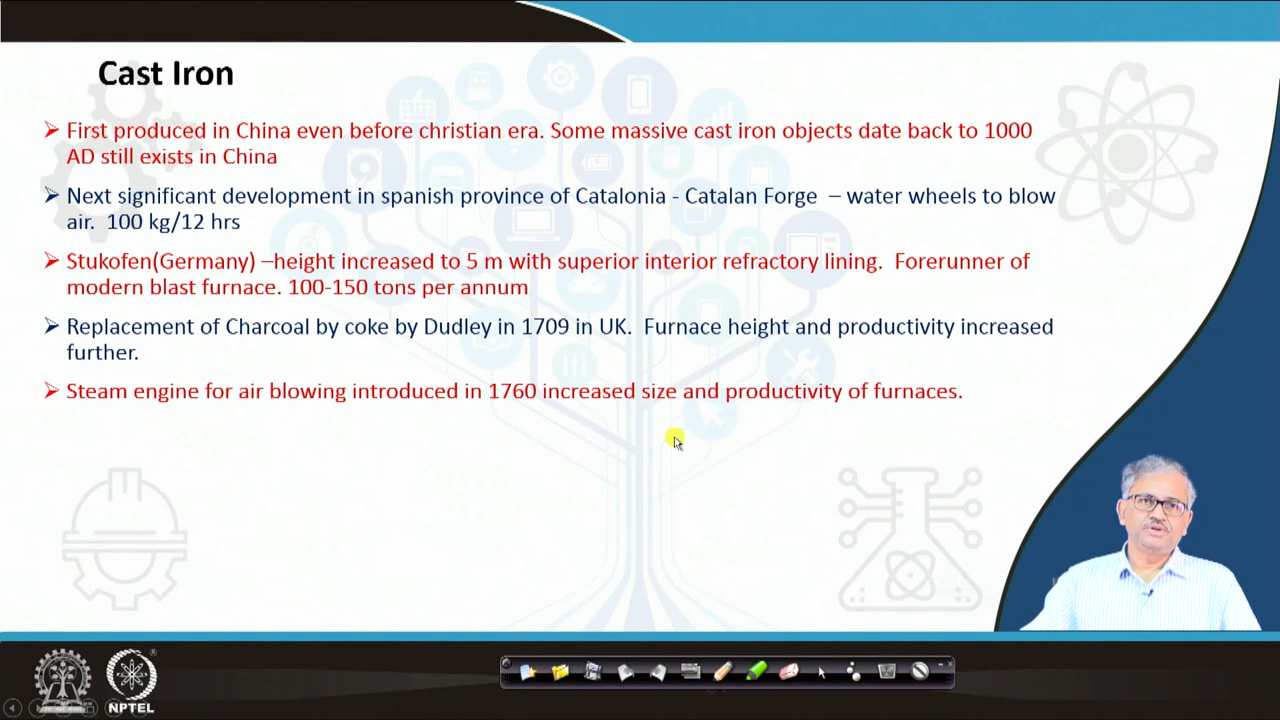 Cast Iron
➢ First produced in China even before christian era. Some massive cast iron objects date back to 1000
AD still exists in China
➢ Next significant development in spanish province of Catalonia - Catalan Forge – water wheels to blow
air. 100 kg/12 hrs
➢ Stukofen(Germany) –height increased to 5 m with superior interior refractory lining. Forerunner of
modern blast furnace. 100-150 tons per annum
➢ Replacement of Charcoal by coke by Dudley in 1709 in UK. Furnace height and productivity increased
further.
➢ Steam engine for air blowing introduced in 1760 increased size and productivity of furnaces.
NPTEL